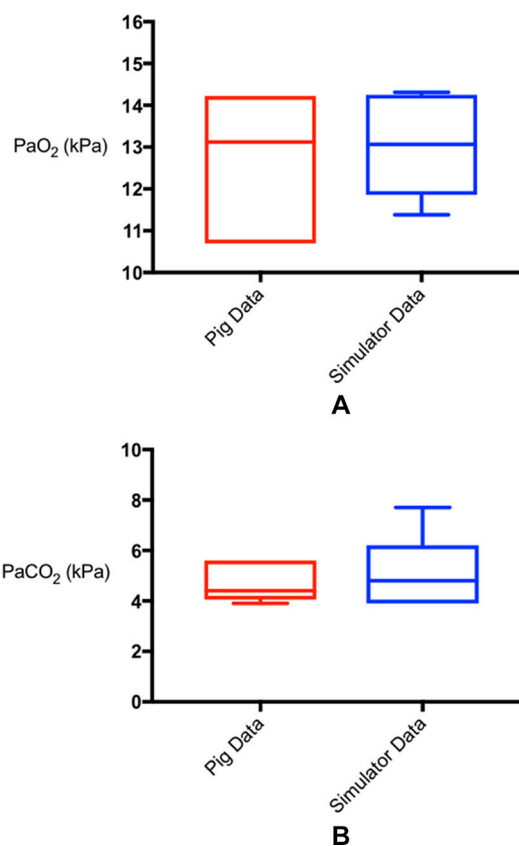 16
15
14
13
12
11
10
PaO₂ (kPa)
Pig Data
Simulator Data
A
10
8
6
4
2
0
PaCO₂ (kPa)
Pig Data
Simulator Data
B